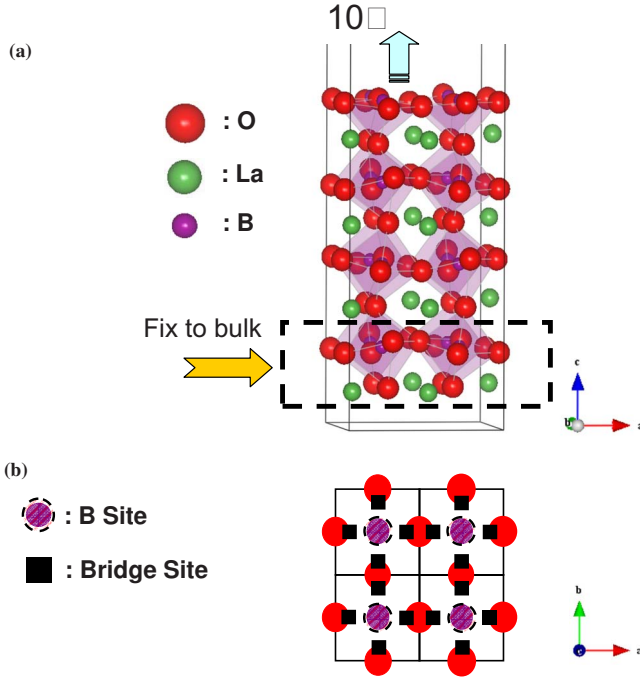 10□
(a)
: O
: La
: B
Fix to bulk
c
b
a
(b)
: B Site
: Bridge Site
b
c
a